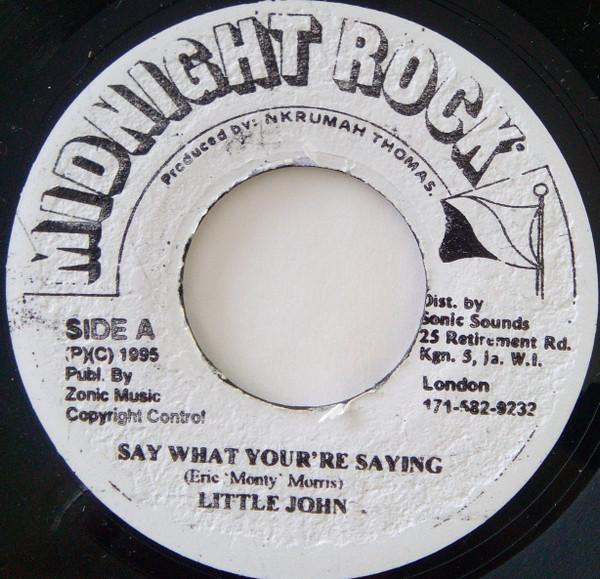 MIDNIGHT ROCK
Produced by: NKRUMAH THOMAS.
SIDE A
(P)(C) 1995
Publ. By
Zonic Music
Copyright Control
Dist. by
Sonic Sounds
25 Retirement Rd.
Kgn. 5, Ja. W.I.
London
171-582-9232
SAY WHAT YOUR'RE SAYING
(Eric 'Monty' Morris)
LITTLE JOHN